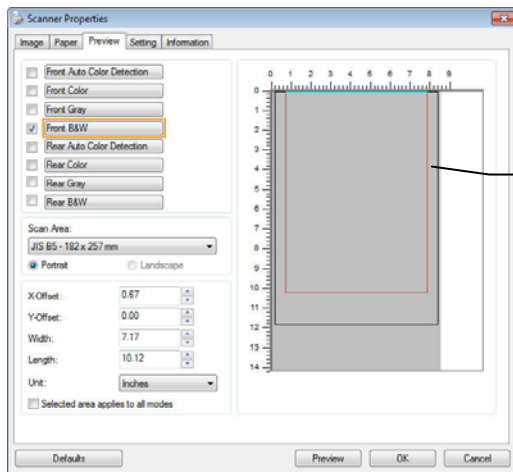 Scanner Properties
Image Paper Preview Setting Information
Front Auto Color Detection
Front Color
Front Gray
Front B&W
Rear Auto Color Detection
Rear Color
Rear Gray
Rear B&W
Scan Area:
JIS B5 - 182 x 257 mm
Portrait Landscape
X-Offset: 0.67
Y-Offset: 0.00
Width: 7.17
Length: 10.12
Unit: Inches
Selected area applies to all modes
0 1 2 3 4 5 6 7 8 9
0
1
2
3
4
5
6
7
8
9
10
11
12
13
14
Defaults Preview OK Cancel